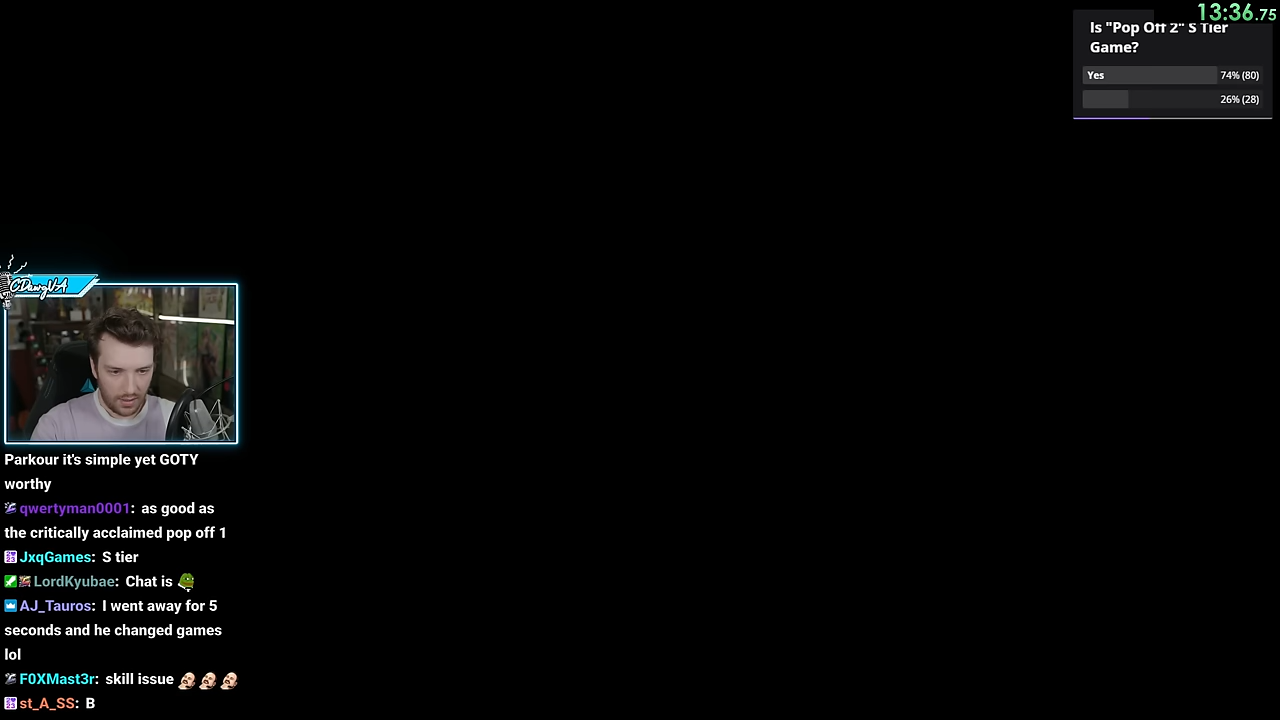 13:36.75
Is "Pop Off 2" S Tier
Game?
Yes 74% (80)
26% (28)
CDawgVA
Parkour it's simple yet GOTY
worthy
qwertyman0001: as good as
the critically acclaimed pop off 1
JxqGames: S tier
LordKyubae: Chat is
AJ_Tauros: I went away for 5
seconds and he changed games
lol
F0XMast3r: skill issue
st_A_SS: B